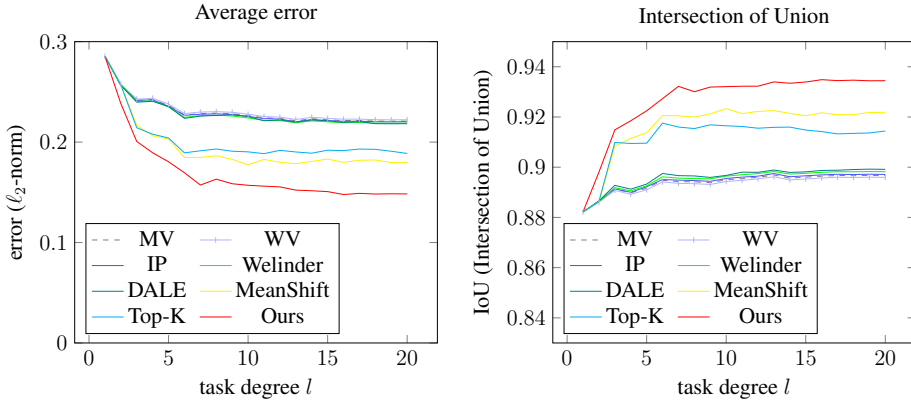 Average error
0.3
0.2
0.1
0
error (ℓ₂-norm)
MV WV
IP Welinder
DALE MeanShift
Top-K Ours
0 5 10 15 20
task degree l
Intersection of Union
0.94
0.92
0.9
0.88
0.86
0.84
IoU (Intersection of Union)
MV WV
IP Welinder
DALE MeanShift
Top-K Ours
0 5 10 15 20
task degree l